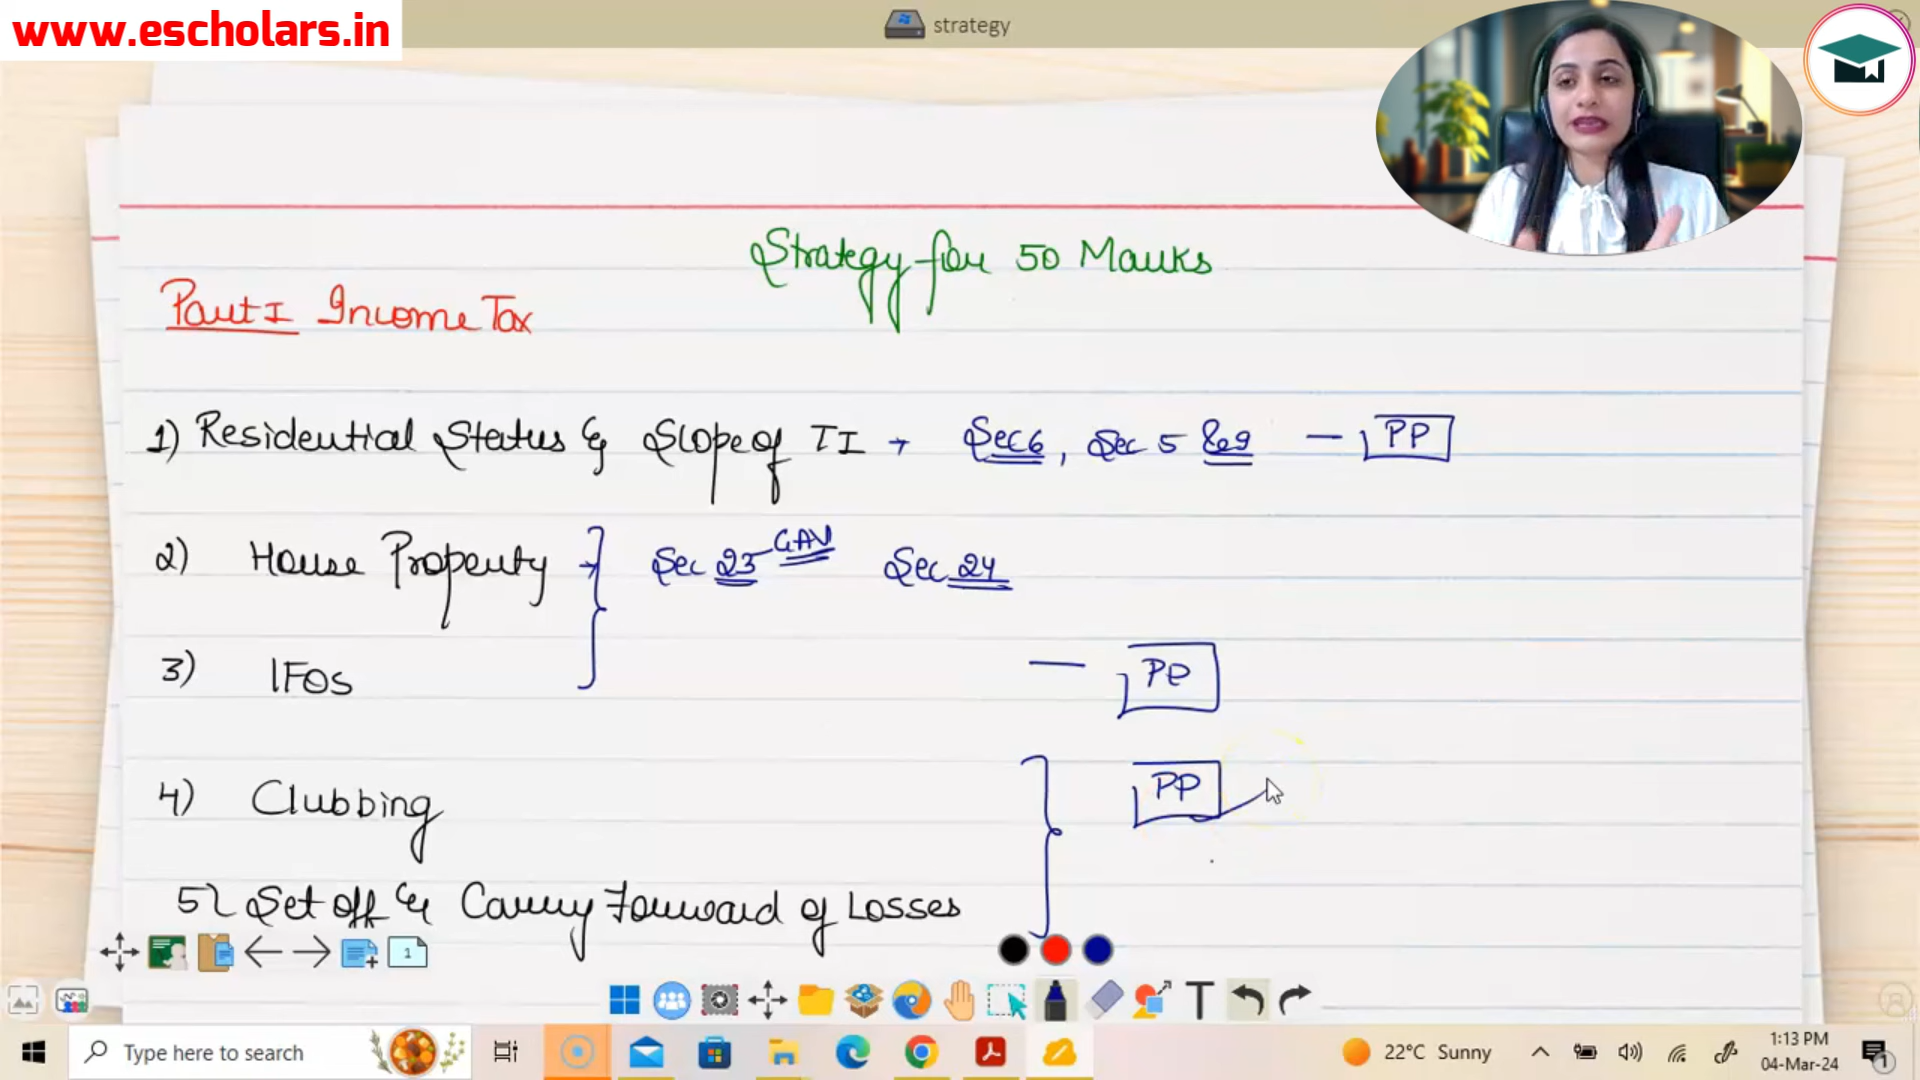 www.escholars.in
strategy
Strategy for 50 Marks
Part I Income Tax
1) Residential Status & Scope of TI → Sec 6, Sec 5 & 9 — PP
2) House Property → Sec 23 GAV Sec 24
3) IFOS — PP
4) Clubbing PP
5) Set off & Carry Forward of Losses
1
T
Type here to search
22°C Sunny
1:13 PM
04-Mar-24
1